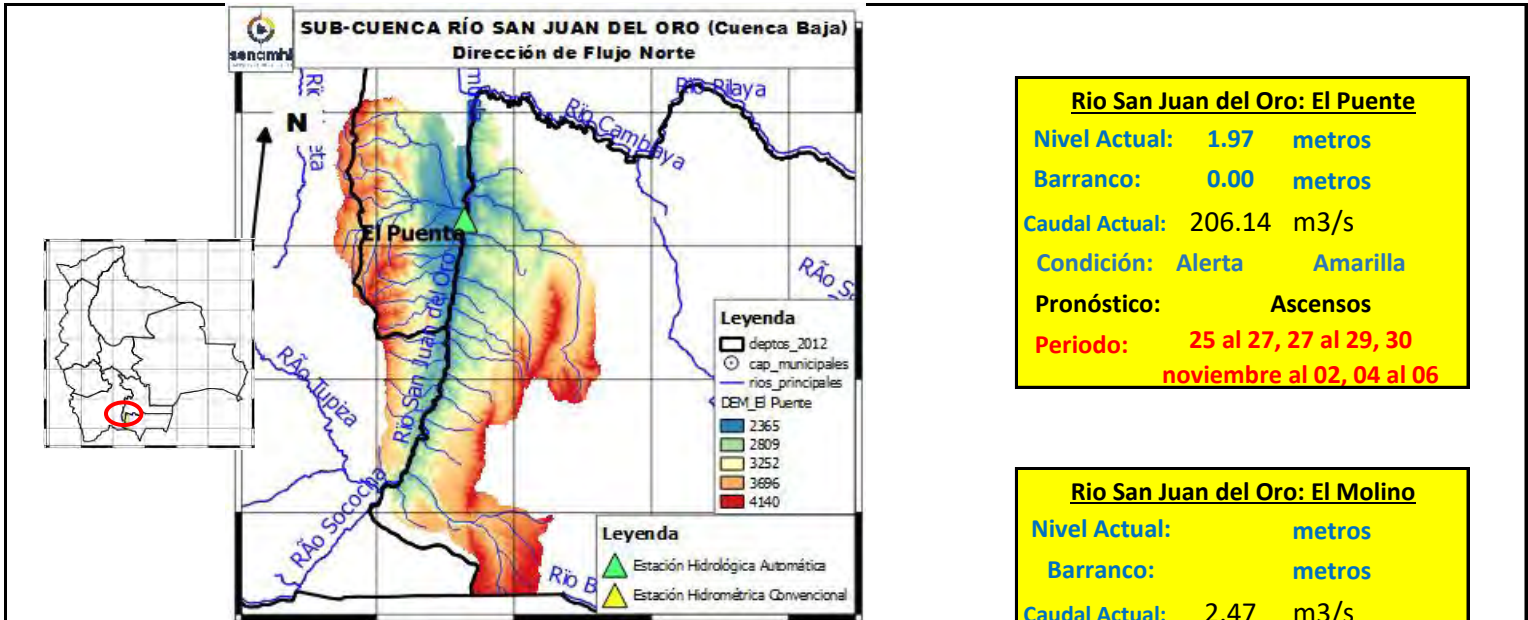 SUB-CUENCA RÍO SAN JUAN DEL ORO (Cuenca Baja)
Dirección de Flujo Norte
senamhi
N
Río Pilaya
Río Camblaya
El Puente
Río San Juan del Oro
RÃo S
RÃo Tupiza
RÃo Sococha
Río B
Leyenda
deptos_2012
cap_municipales
rios_principales
DEM_El Puente
2365
2809
3252
3696
4140
Leyenda
Estación Hidrológica Automática
Estación Hidrométrica Convencional
Rio San Juan del Oro: El Puente
Nivel Actual: 1.97 metros
Barranco: 0.00 metros
Caudal Actual: 206.14 m3/s
Condición: Alerta Amarilla
Pronóstico: Ascensos
Periodo: 25 al 27, 27 al 29, 30
noviembre al 02, 04 al 06
Rio San Juan del Oro: El Molino
Nivel Actual: metros
Barranco: metros
Caudal Actual: 2.47 m3/s